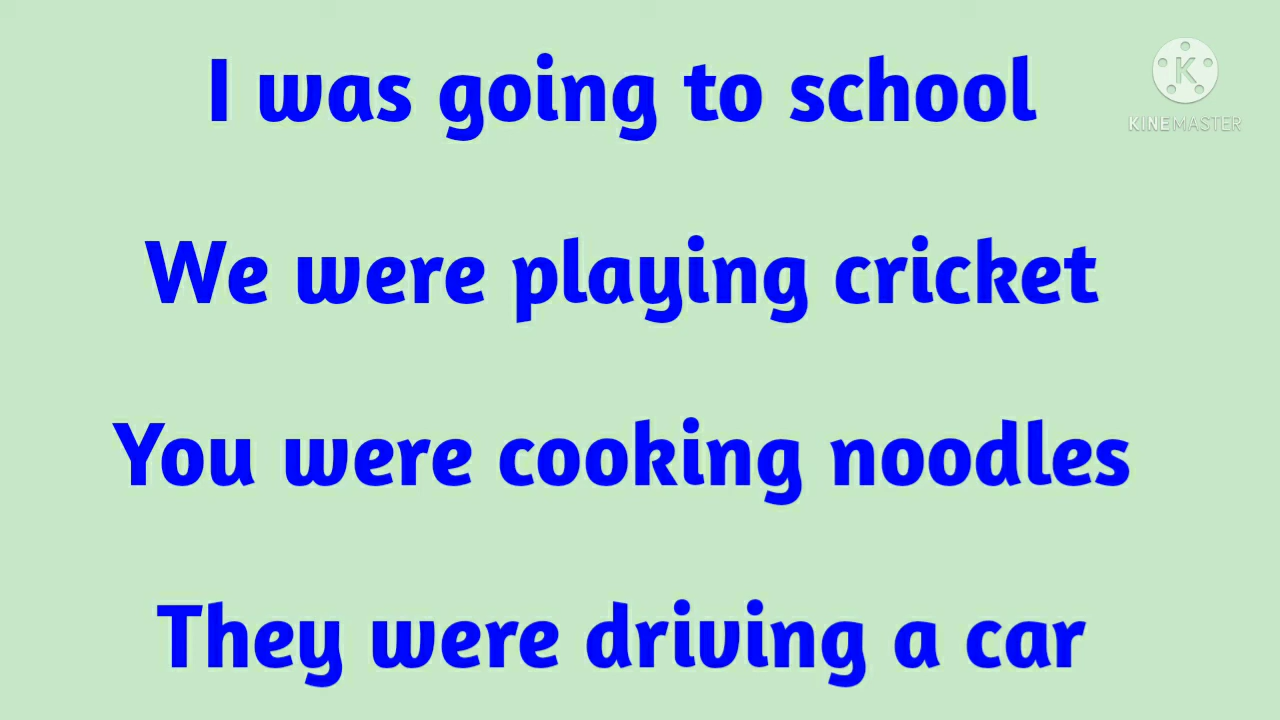 I was going to school
K
KINEMASTER
We were playing cricket
You were cooking noodles
They were driving a car